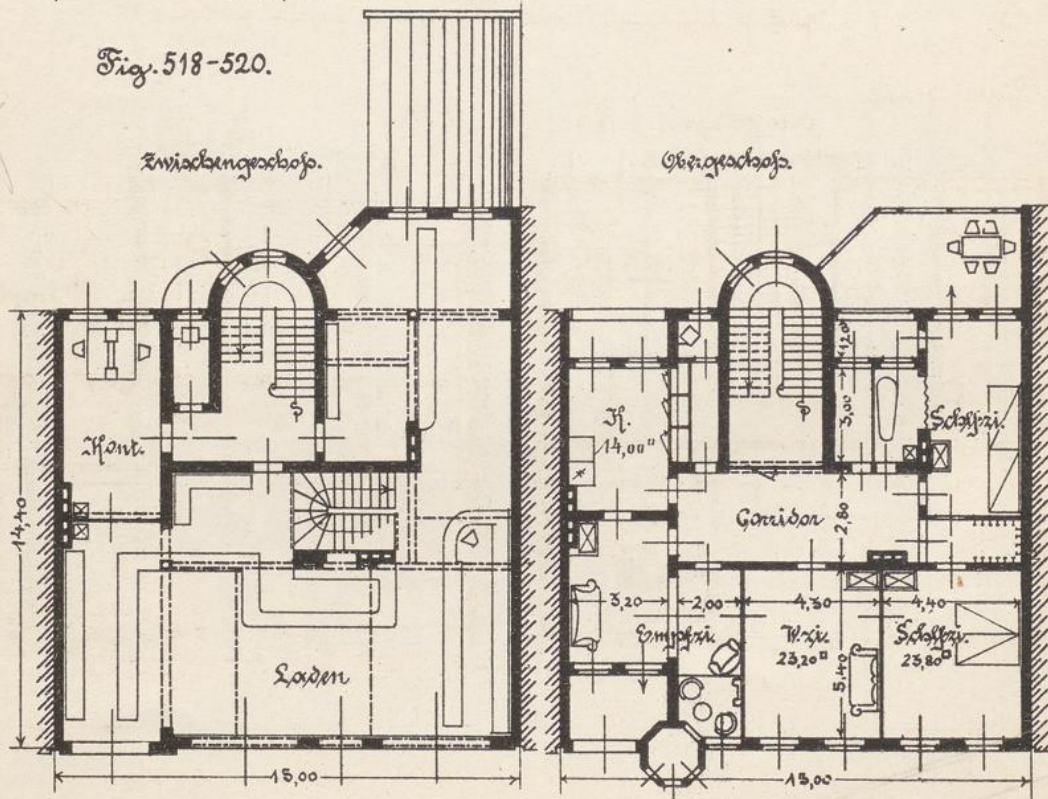 Fig. 518-520.
Zwischengeschoß.
Kont.
Laden
14,40
15,00
Obergeschoß.
K.
14,00□
1,20
3,00
Schlfzi.
Corridor
2,80
3,20
2,00
4,30
4,40
Empfzi.
W.zi.
23,20□
5,40
Schlfzi.
23,80□
15,00